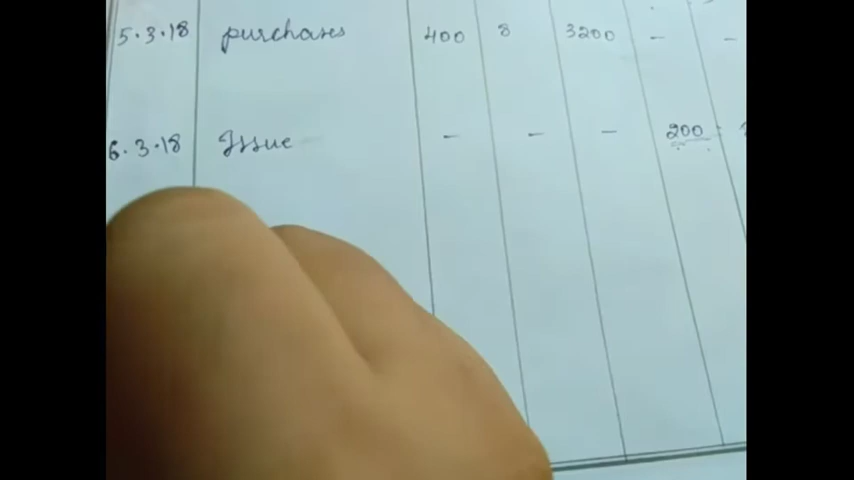 5.3.18 purchases 400 8 3200 - -
6.3.18 Issue - - - 200